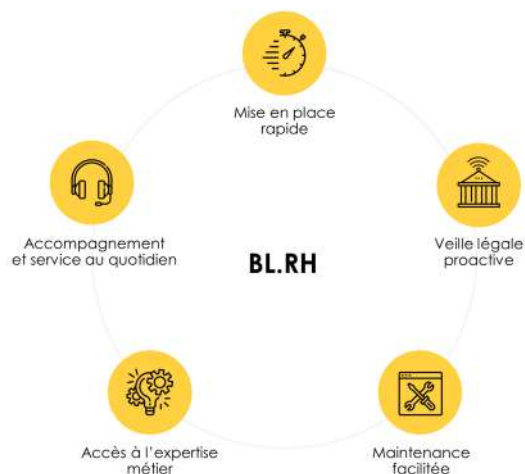 Mise en place
rapide
Accompagnement
et service au quotidien
Veille légale
proactive
BL.RH
Accès à l'expertise
métier
Maintenance
facilitée